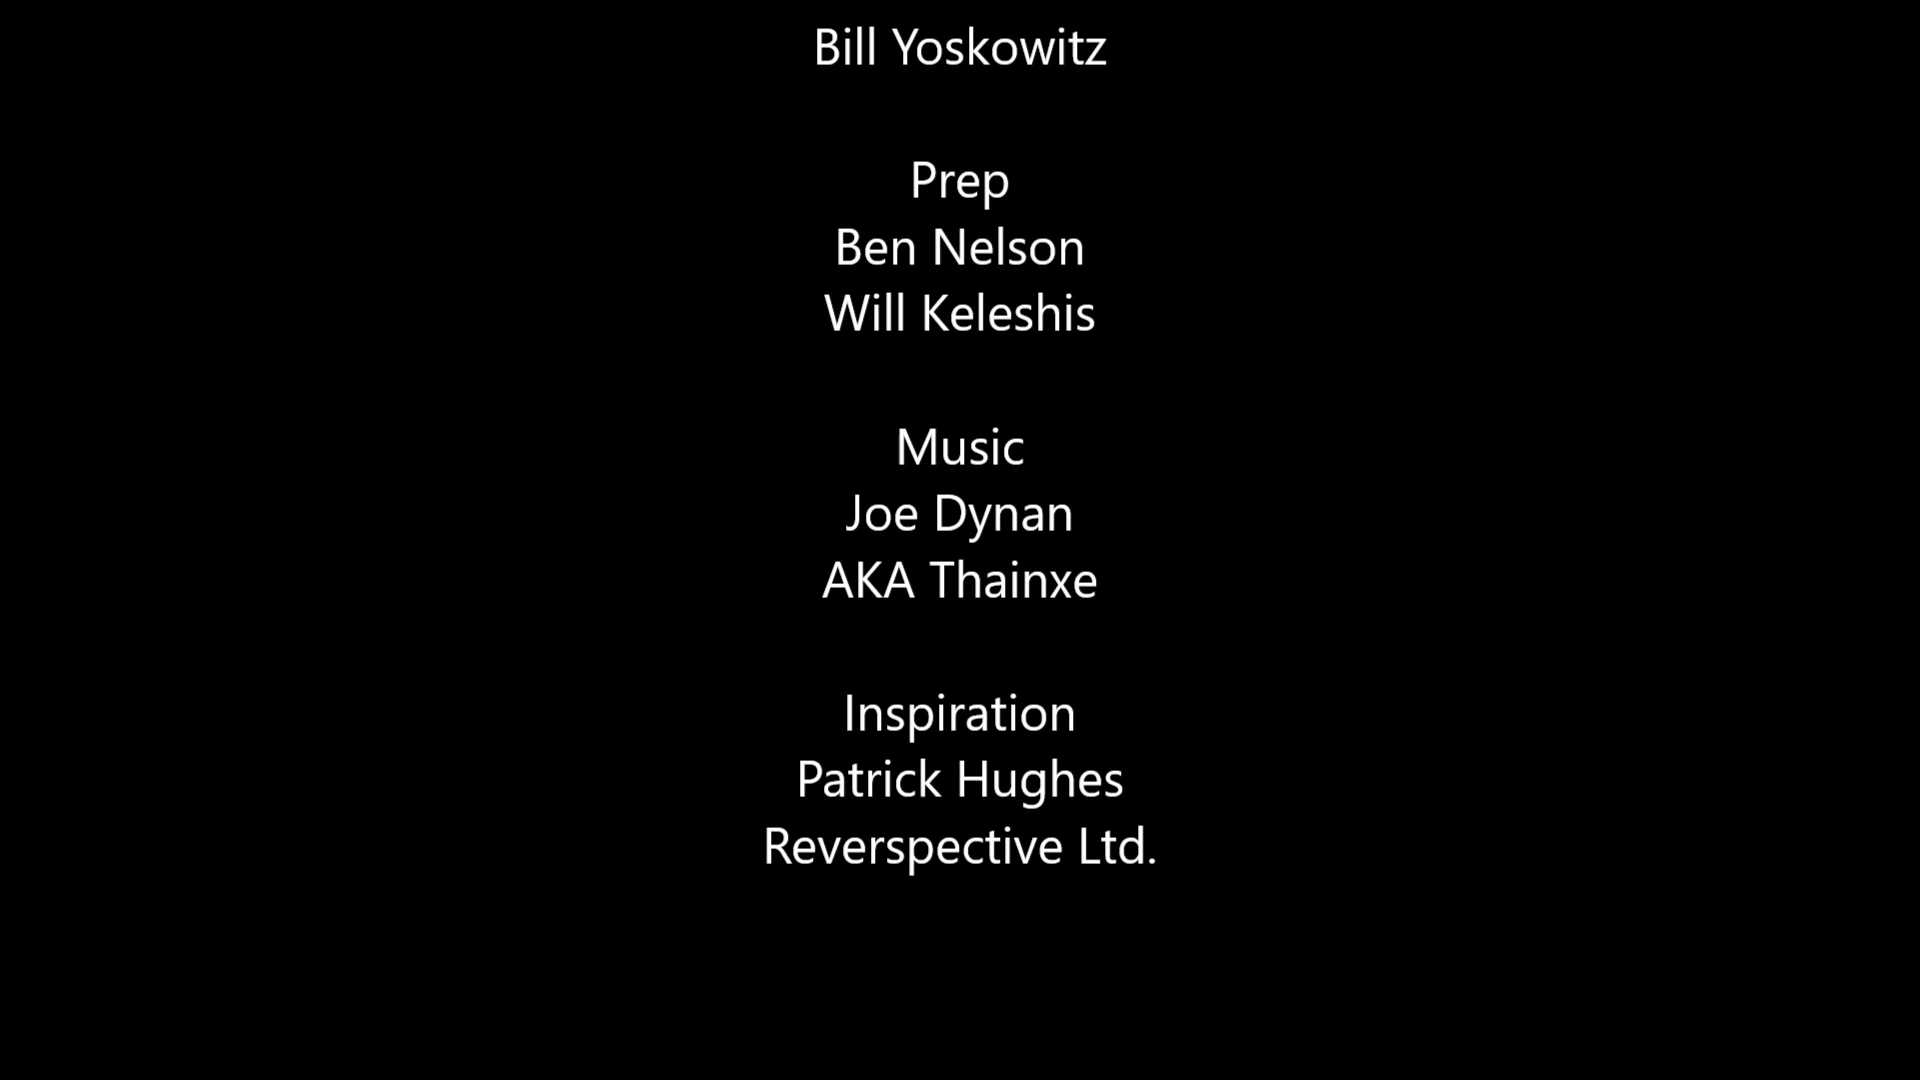 Bill Yoskowitz
Prep
Ben Nelson
Will Keleshis
Music
Joe Dynan
AKA Thainxe
Inspiration
Patrick Hughes
Reverspective Ltd.